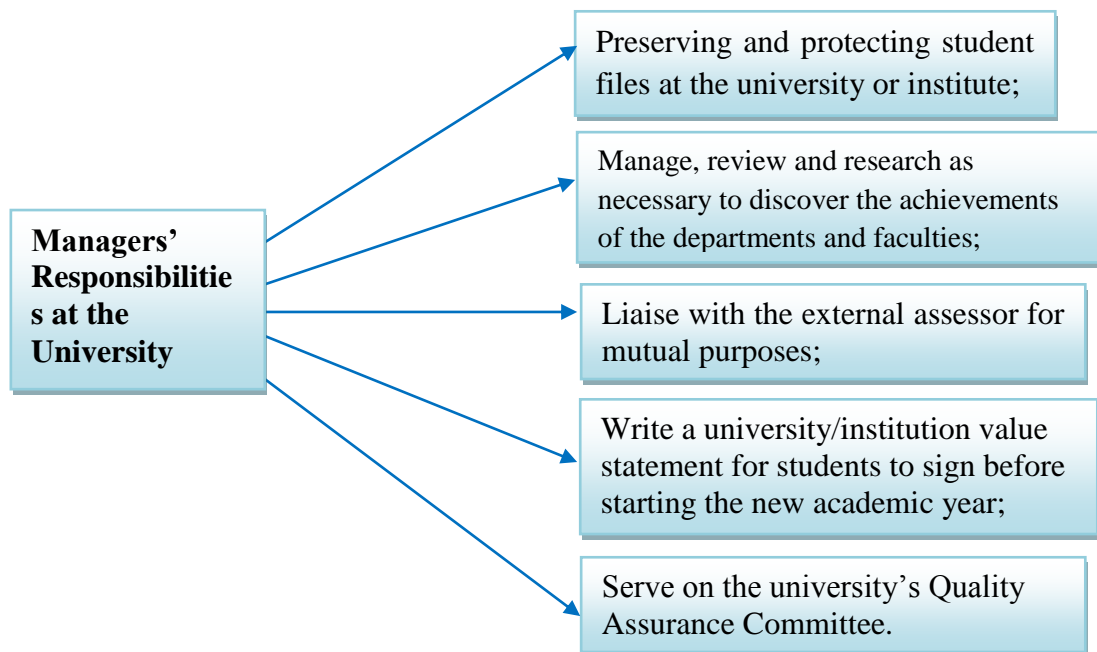 Preserving and protecting student
files at the university or institute;
Manage, review and research as
necessary to discover the achievements
of the departments and faculties;
Managers’
Responsibilitie
s at the
University
Liaise with the external assessor for
mutual purposes;
Write a university/institution value
statement for students to sign before
starting the new academic year;
Serve on the university’s Quality
Assurance Committee.